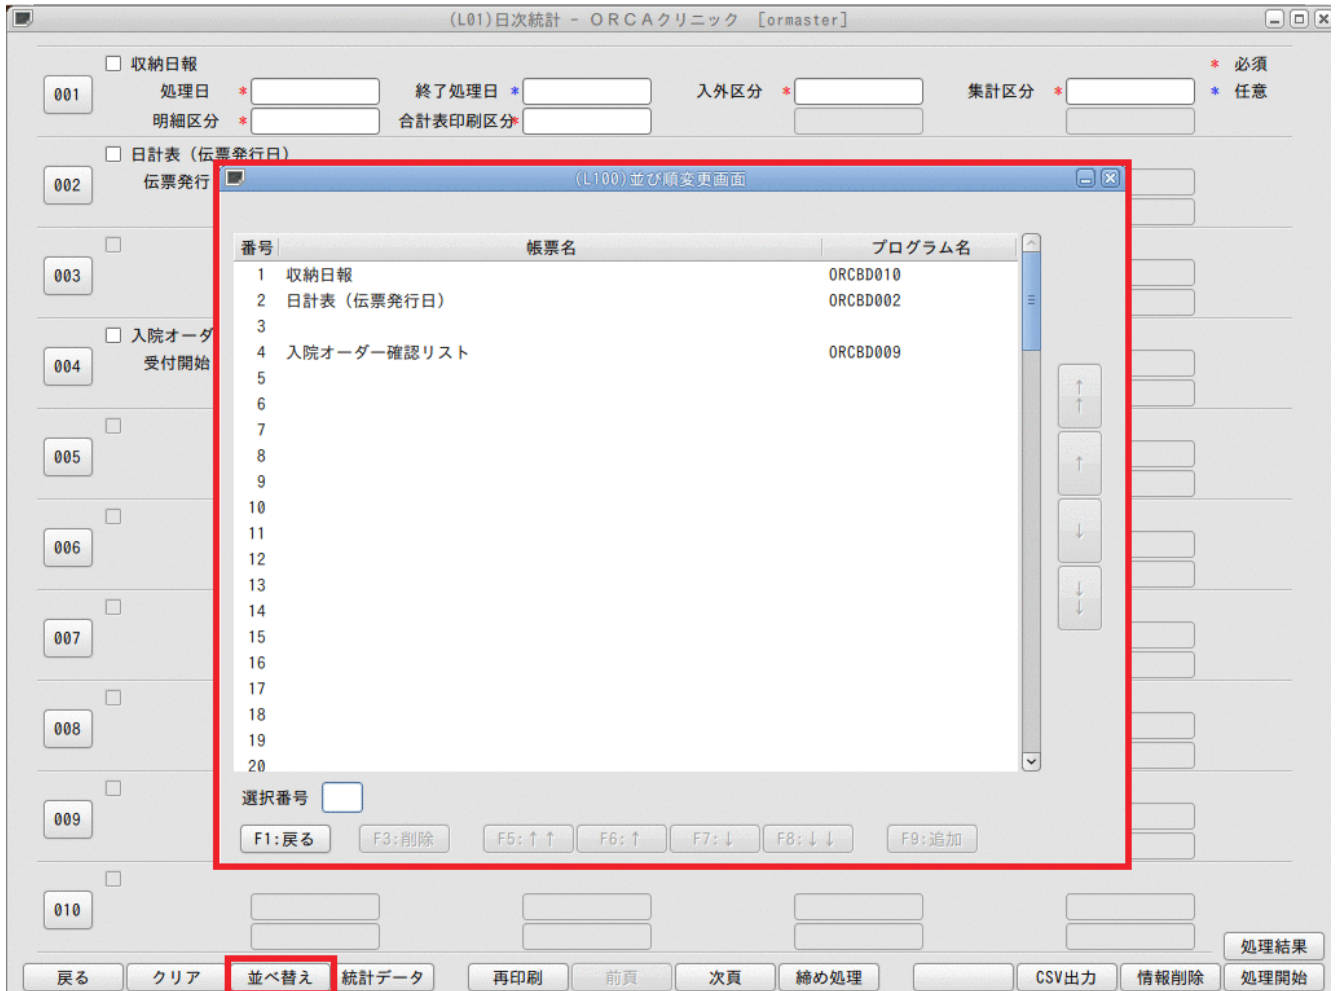 (L01)日次統計 - ＯＲＣＡクリニック [ormaster]
収納日報
* 必須
001 処理日 * 終了処理日 * 入外区分 * 集計区分 * * 任意
明細区分 * 合計表印刷区分*
日計表（伝票発行日）
002 伝票発行
003
入院オーダ
004 受付開始
005
006
007
008
009
010
(L100)並び順変更画面
番号 帳票名 プログラム名
1 収納日報 ORCBD010
2 日計表（伝票発行日） ORCBD002
3
4 入院オーダー確認リスト ORCBD009
5
6
7
8
9
10
11
12
13
14
15
16
17
18
19
20
↑↑
↑
↓
↓↓
選択番号
F1:戻る F3:削除 F5:↑↑ F6:↑ F7:↓ F8:↓↓ F9:追加
処理結果
戻る クリア 並べ替え 統計データ 再印刷 前頁 次頁 締め処理 CSV出力 情報削除 処理開始